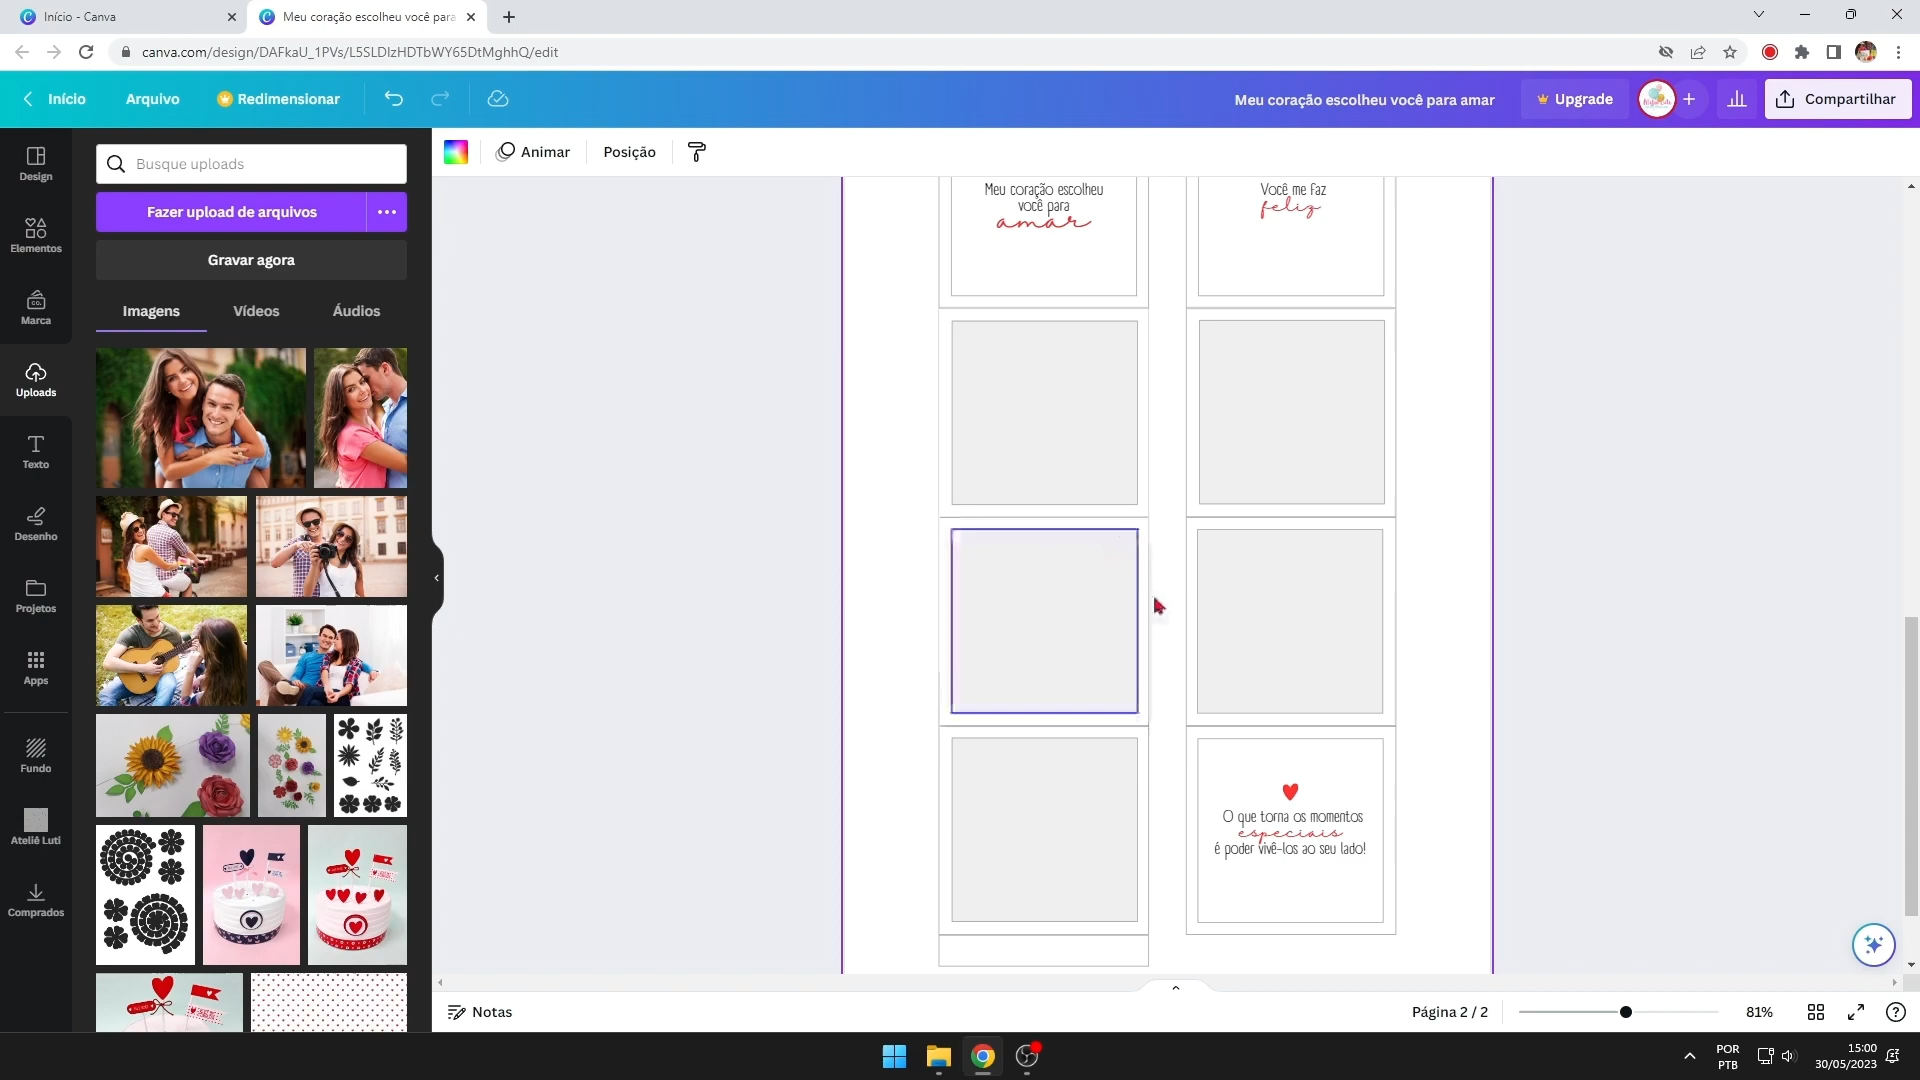 Início - Canva
Meu coração escolheu você para
canva.com/design/DAFkaU_1PVs/L5SLDIzHDTbWY65DtMghhQ/edit
Início
Arquivo
Redimensionar
Meu coração escolheu você para amar
Upgrade
Compartilhar
Design
Elementos
Marca
Uploads
Texto
Desenho
Projetos
Apps
Fundo
Ateliê Luti
Comprados
Busque uploads
Fazer upload de arquivos
Gravar agora
Imagens
Vídeos
Áudios
Animar
Posição
Meu coração escolheu
você para
amar
Você me faz
feliz
O que torna os momentos
especiais
é poder vivê-los ao seu lado!
Notas
Página 2 / 2
81%
POR
PTB
15:00
30/05/2023